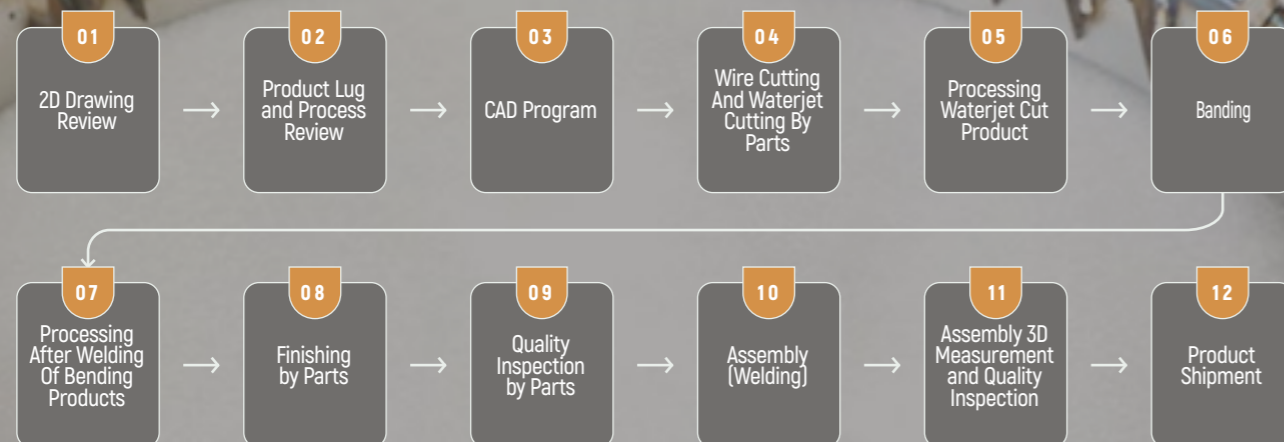 01
2D Drawing
Review
02
Product Lug
and Process
Review
03
CAD Program
04
Wire Cutting
And Waterjet
Cutting By
Parts
05
Processing
Waterjet Cut
Product
06
Banding
07
Processing
After Welding
Of Bending
Products
08
Finishing
by Parts
09
Quality
Inspection
by Parts
10
Assembly
(Welding)
11
Assembly 3D
Measurement
and Quality
Inspection
12
Product
Shipment